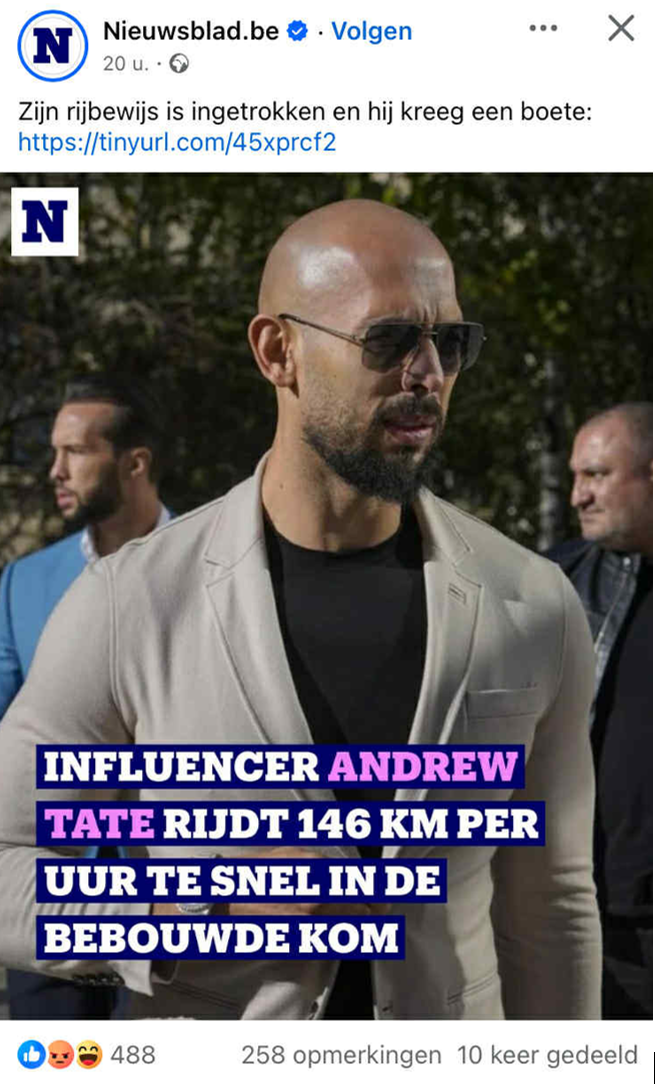 N
Nieuwsblad.be · Volgen
20 u. ·
Zijn rijbewijs is ingetrokken en hij kreeg een boete:
https://tinyurl.com/45xprcf2
N
INFLUENCER ANDREW
TATE RIJDT 146 KM PER
UUR TE SNEL IN DE
BEBOUWDE KOM
488 258 opmerkingen 10 keer gedeeld